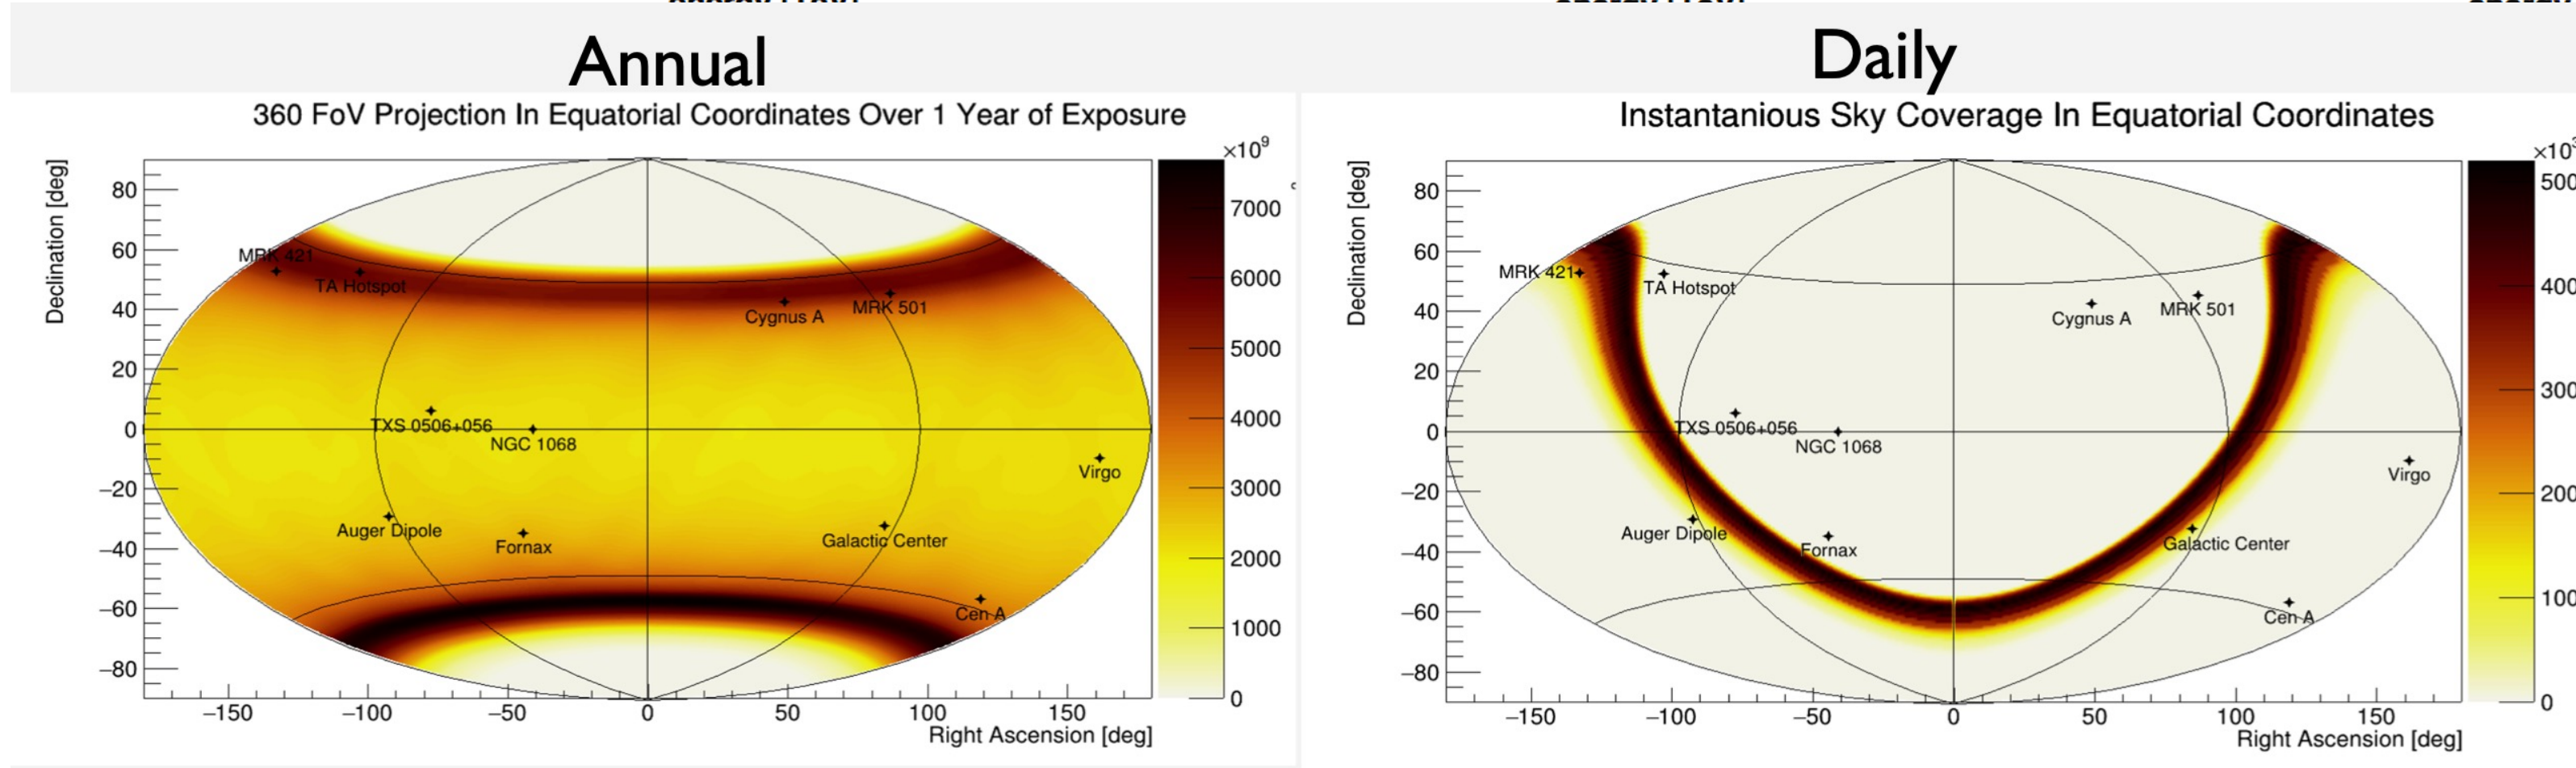 Annual
Daily
360 FoV Projection In Equatorial Coordinates Over 1 Year of Exposure
×10⁹
Declination [deg]
80
60
40
20
0
−20
−40
−60
−80
MRK 421
TA Hotspot
Cygnus A
MRK 501
TXS 0506+056
NGC 1068
Virgo
Auger Dipole
Fornax
Galactic Center
Cen A
7000
6000
5000
4000
3000
2000
1000
0
−150
−100
−50
0
50
100
150
Right Ascension [deg]
Instantanious Sky Coverage In Equatorial Coordinates
×10³
Declination [deg]
80
60
40
20
0
−20
−40
−60
−80
MRK 421
TA Hotspot
Cygnus A
MRK 501
TXS 0506+056
NGC 1068
Virgo
Auger Dipole
Fornax
Galactic Center
Cen A
500
400
300
200
100
0
−150
−100
−50
0
50
100
150
Right Ascension [deg]